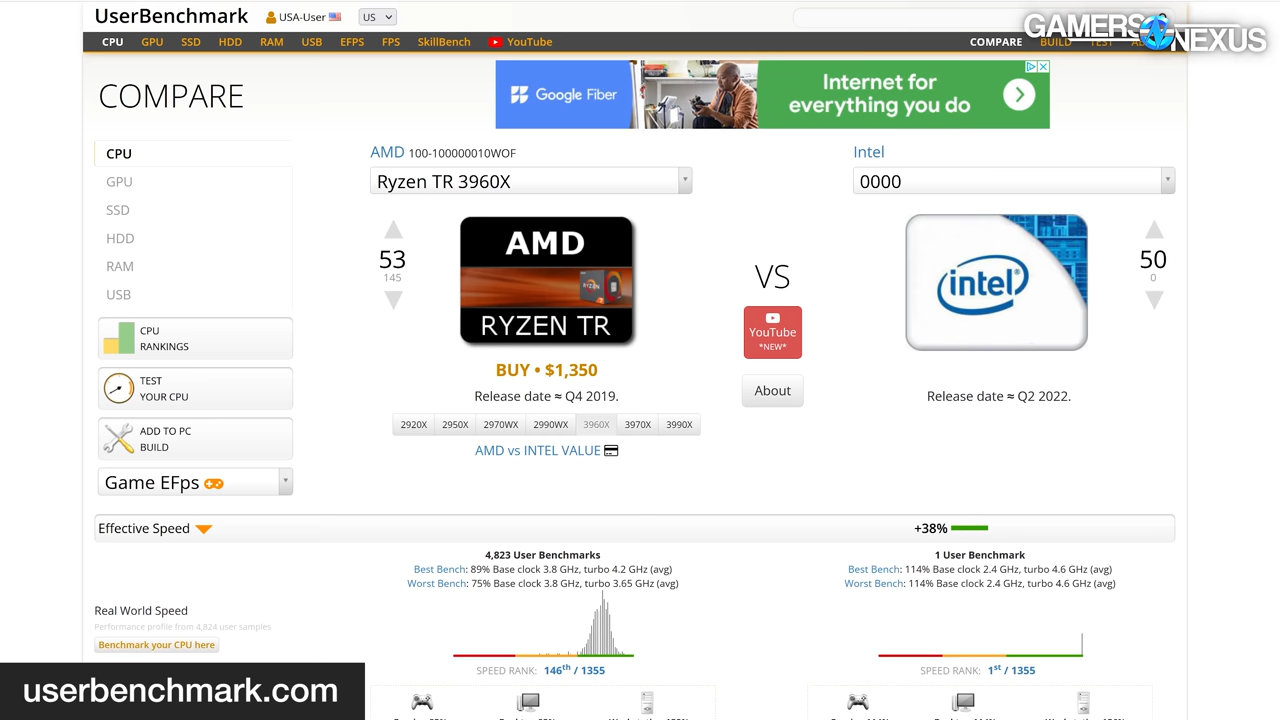 UserBenchmark
USA-User
US
GAMERS NEXUS
CPU GPU SSD HDD RAM USB EFPS FPS SkillBench YouTube COMPARE BUILD TEST
COMPARE
Google Fiber
Internet for
everything you do
CPU
GPU
SSD
HDD
RAM
USB
CPU
RANKINGS
TEST
YOUR CPU
ADD TO PC
BUILD
Game EFps
AMD 100-100000010WOF
Ryzen TR 3960X
53
145
AMD
RYZEN
RYZEN TR
BUY • $1,350
Release date ≈ Q4 2019.
2920X 2950X 2970WX 2990WX 3960X 3970X 3990X
AMD vs INTEL VALUE
VS
YouTube
*NEW*
About
Intel
0000
intel
50
0
Release date ≈ Q2 2022.
Effective Speed +38%
4,823 User Benchmarks
Best Bench: 89% Base clock 3.8 GHz, turbo 4.2 GHz (avg)
Worst Bench: 75% Base clock 3.8 GHz, turbo 3.65 GHz (avg)
1 User Benchmark
Best Bench: 114% Base clock 2.4 GHz, turbo 4.6 GHz (avg)
Worst Bench: 114% Base clock 2.4 GHz, turbo 4.6 GHz (avg)
Real World Speed
Performance profile from 4,824 user samples
Benchmark your CPU here
SPEED RANK: 146th / 1355
SPEED RANK: 1st / 1355
userbenchmark.com